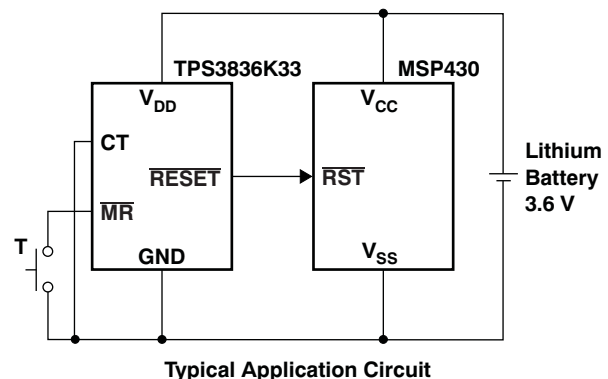 TPS3836K33
MSP430
V_DD
V_CC
CT
RESET
RST
MR
T
GND
V_SS
Lithium
Battery
3.6 V
Typical Application Circuit